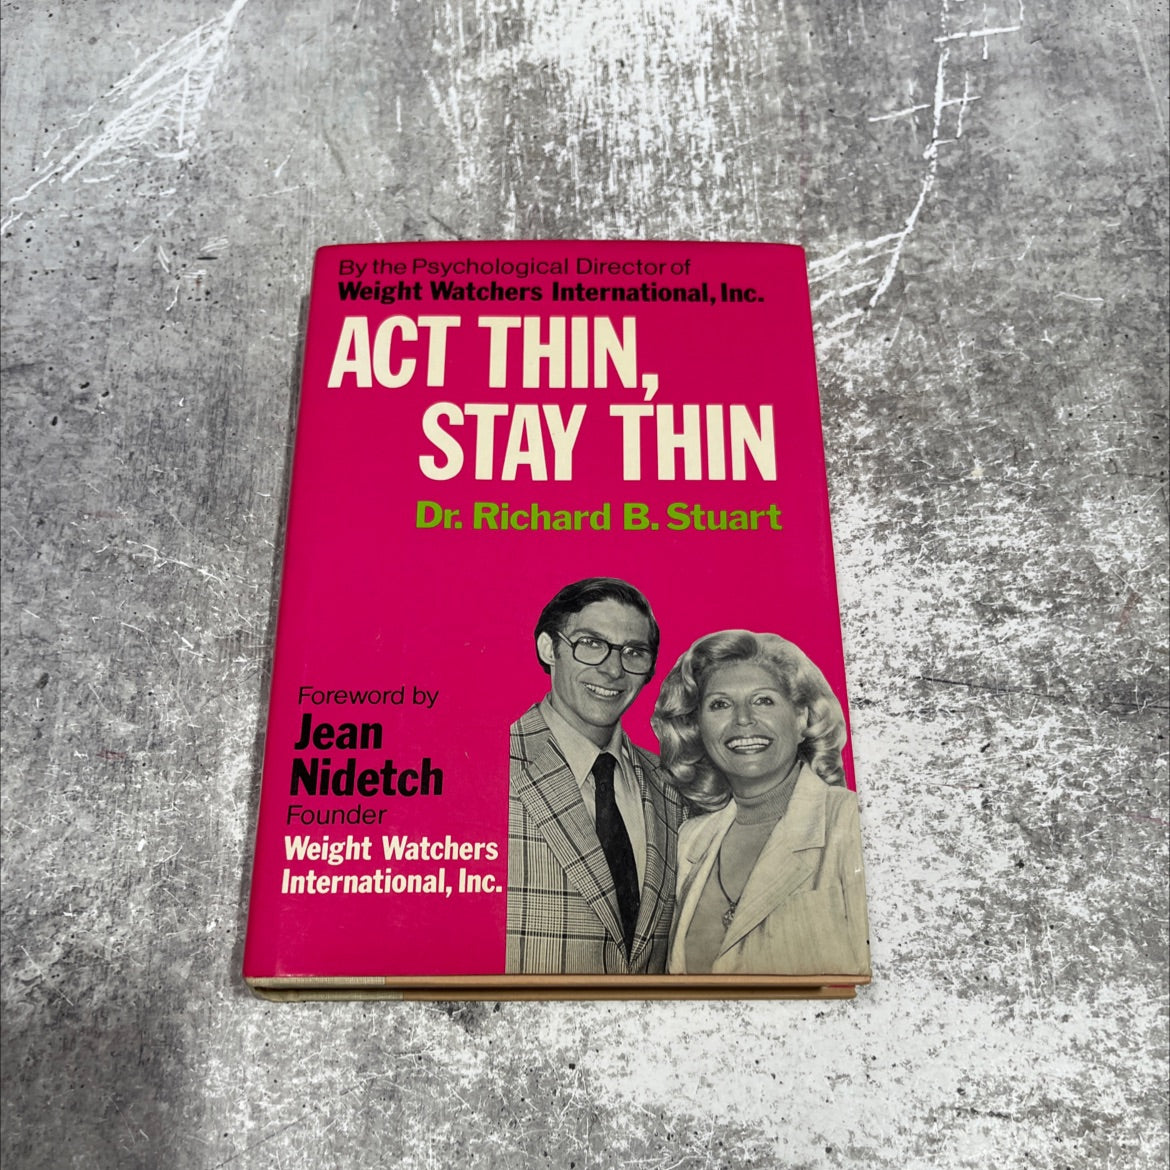 By the Psychological Director of
Weight Watchers International, Inc.
ACT THIN,
STAY THIN
Dr. Richard B. Stuart
Foreword by
Jean
Nidetch
Founder
Weight Watchers
International, Inc.